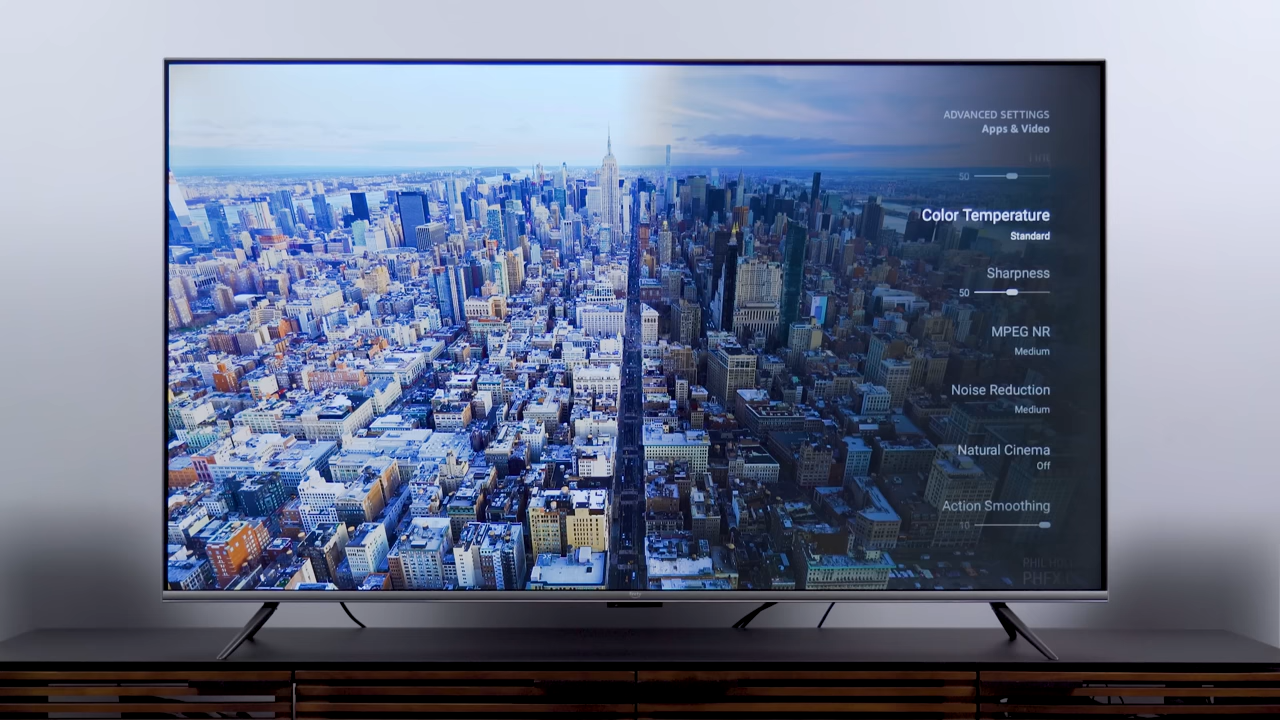 ADVANCED SETTINGS
Apps & Video
50
Color Temperature
Standard
Sharpness
50
MPEG NR
Medium
Noise Reduction
Medium
Natural Cinema
Off
Action Smoothing
10